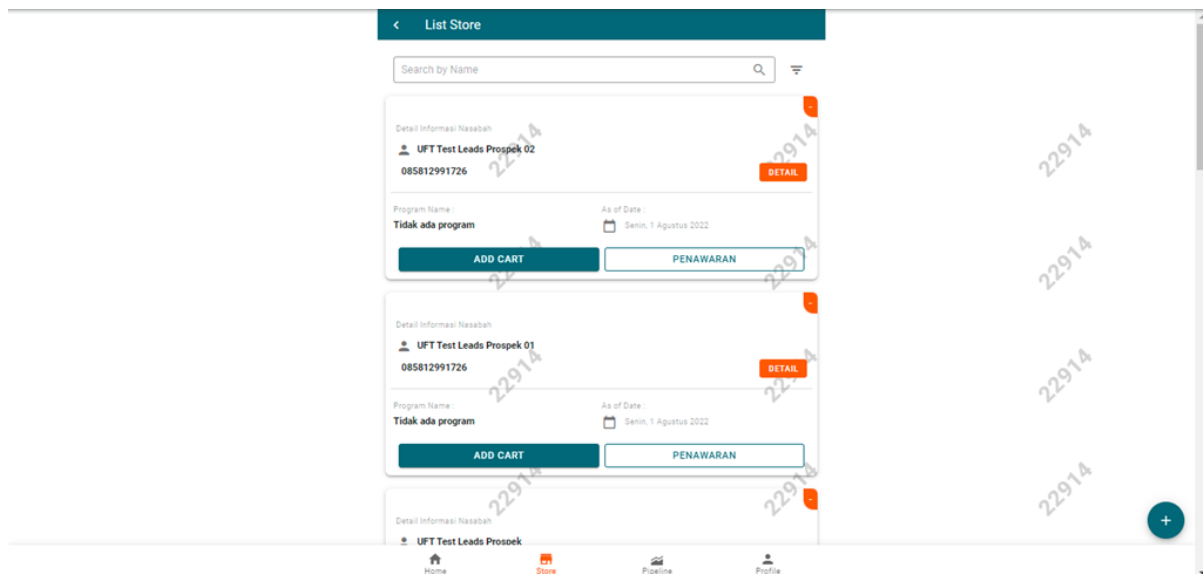 List Store
Search by Name
-
Detail Informasi Nasabah
UFT Test Leads Prospek 02
085812991726
DETAIL
Program Name :
As of Date :
Tidak ada program
Senin, 1 Agustus 2022
ADD CART
PENAWARAN
-
Detail Informasi Nasabah
UFT Test Leads Prospek 01
085812991726
DETAIL
Program Name :
As of Date :
Tidak ada program
Senin, 1 Agustus 2022
ADD CART
PENAWARAN
-
Detail Informasi Nasabah
UFT Test Leads Prospek
+
Home
Store
Pipeline
Profile
22914
22914
22914
22914
22914
22914
22914
22914
22914
22914
22914
22914